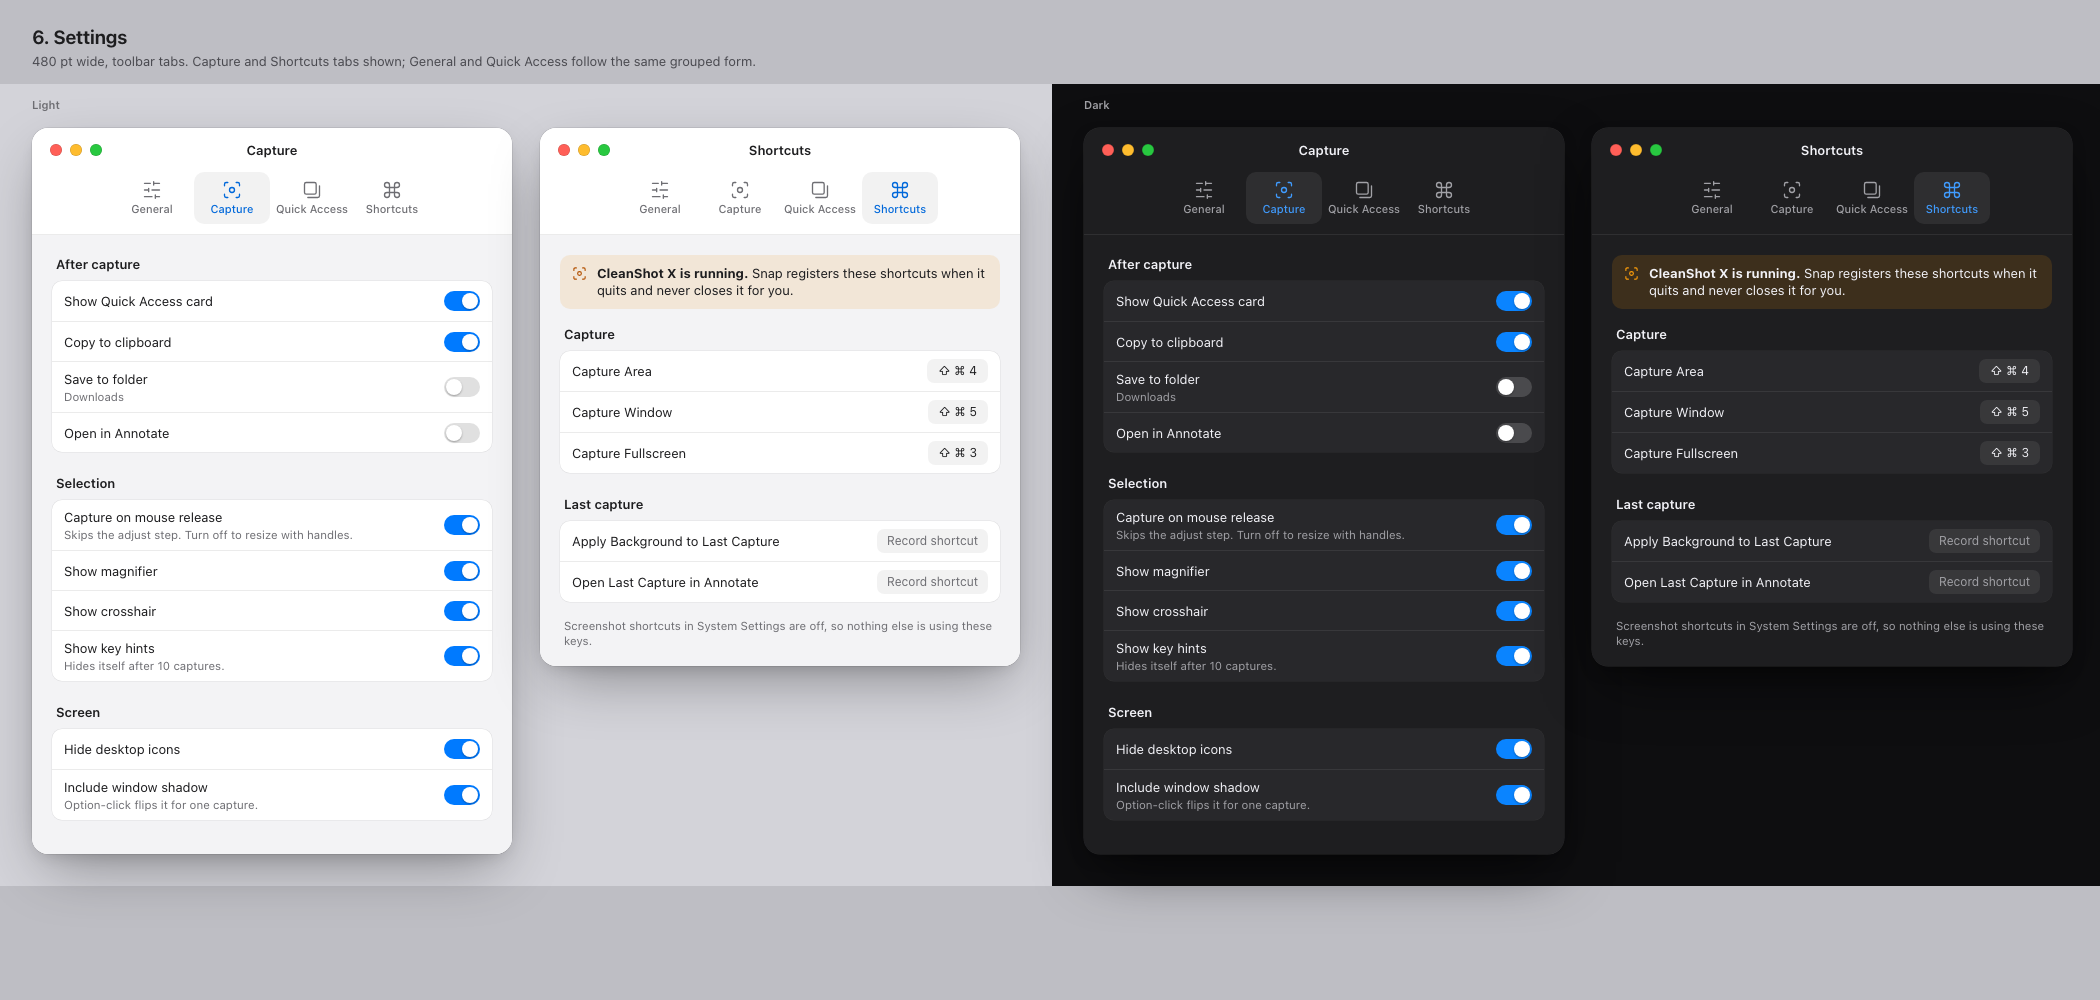 6. Settings
480 pt wide, toolbar tabs. Capture and Shortcuts tabs shown; General and Quick Access follow the same grouped form.
Light
Capture
General Capture Quick Access Shortcuts
After capture
Show Quick Access card
Copy to clipboard
Save to folder
Downloads
Open in Annotate
Selection
Capture on mouse release
Skips the adjust step. Turn off to resize with handles.
Show magnifier
Show crosshair
Show key hints
Hides itself after 10 captures.
Screen
Hide desktop icons
Include window shadow
Option-click flips it for one capture.
Shortcuts
General Capture Quick Access Shortcuts
CleanShot X is running. Snap registers these shortcuts when it
quits and never closes it for you.
Capture
Capture Area ⇧ ⌘ 4
Capture Window ⇧ ⌘ 5
Capture Fullscreen ⇧ ⌘ 3
Last capture
Apply Background to Last Capture Record shortcut
Open Last Capture in Annotate Record shortcut
Screenshot shortcuts in System Settings are off, so nothing else is using these
keys.
Dark
Capture
General Capture Quick Access Shortcuts
After capture
Show Quick Access card
Copy to clipboard
Save to folder
Downloads
Open in Annotate
Selection
Capture on mouse release
Skips the adjust step. Turn off to resize with handles.
Show magnifier
Show crosshair
Show key hints
Hides itself after 10 captures.
Screen
Hide desktop icons
Include window shadow
Option-click flips it for one capture.
Shortcuts
General Capture Quick Access Shortcuts
CleanShot X is running. Snap registers these shortcuts when it
quits and never closes it for you.
Capture
Capture Area ⇧ ⌘ 4
Capture Window ⇧ ⌘ 5
Capture Fullscreen ⇧ ⌘ 3
Last capture
Apply Background to Last Capture Record shortcut
Open Last Capture in Annotate Record shortcut
Screenshot shortcuts in System Settings are off, so nothing else is using these
keys.